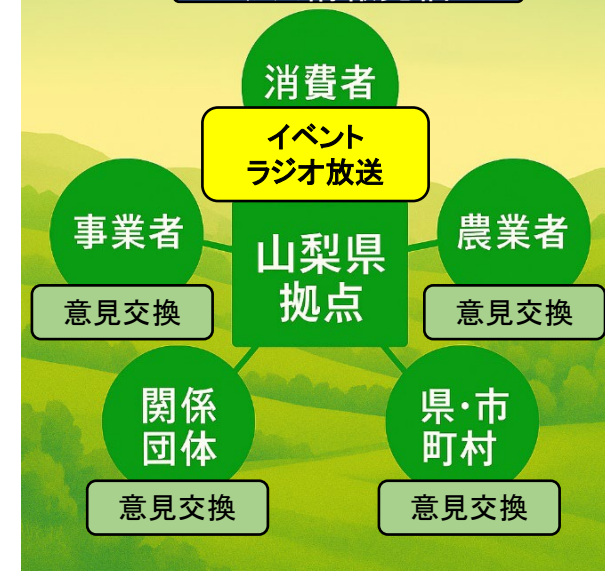 消費者
イベント
ラジオ放送
事業者
農業者
山梨県
拠点
意見交換
意見交換
関係
団体
県・市
町村
意見交換
意見交換